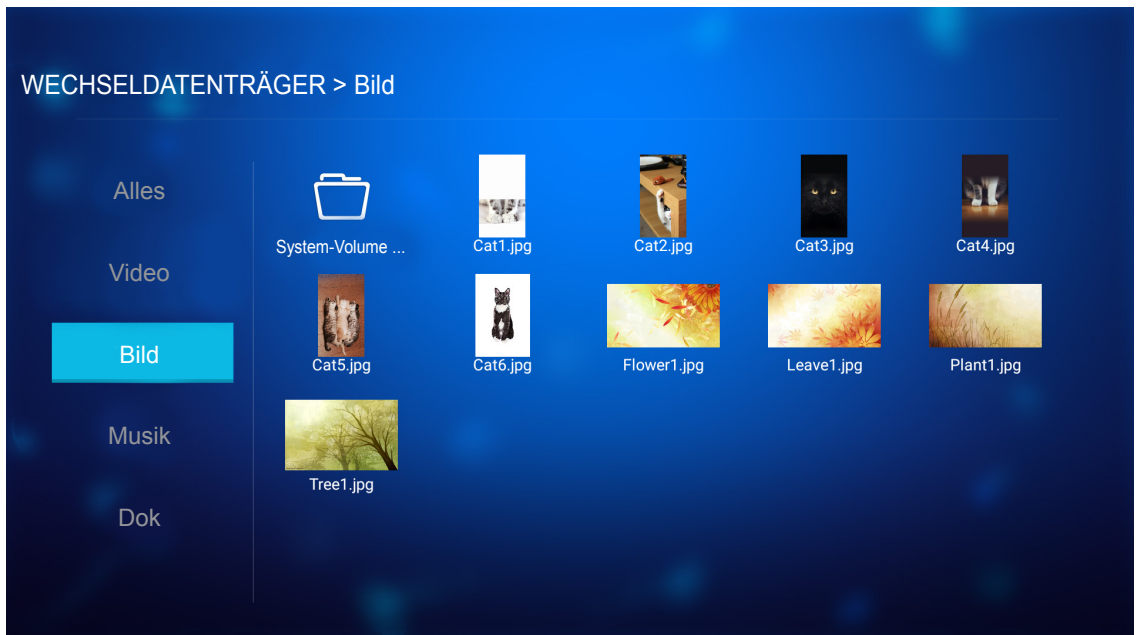 WECHSELDATENTRÄGER > Bild
Alles
Video
Bild
Musik
Dok
System-Volume ...
Cat1.jpg
Cat2.jpg
Cat3.jpg
Cat4.jpg
Cat5.jpg
Cat6.jpg
Flower1.jpg
Leave1.jpg
Plant1.jpg
Tree1.jpg